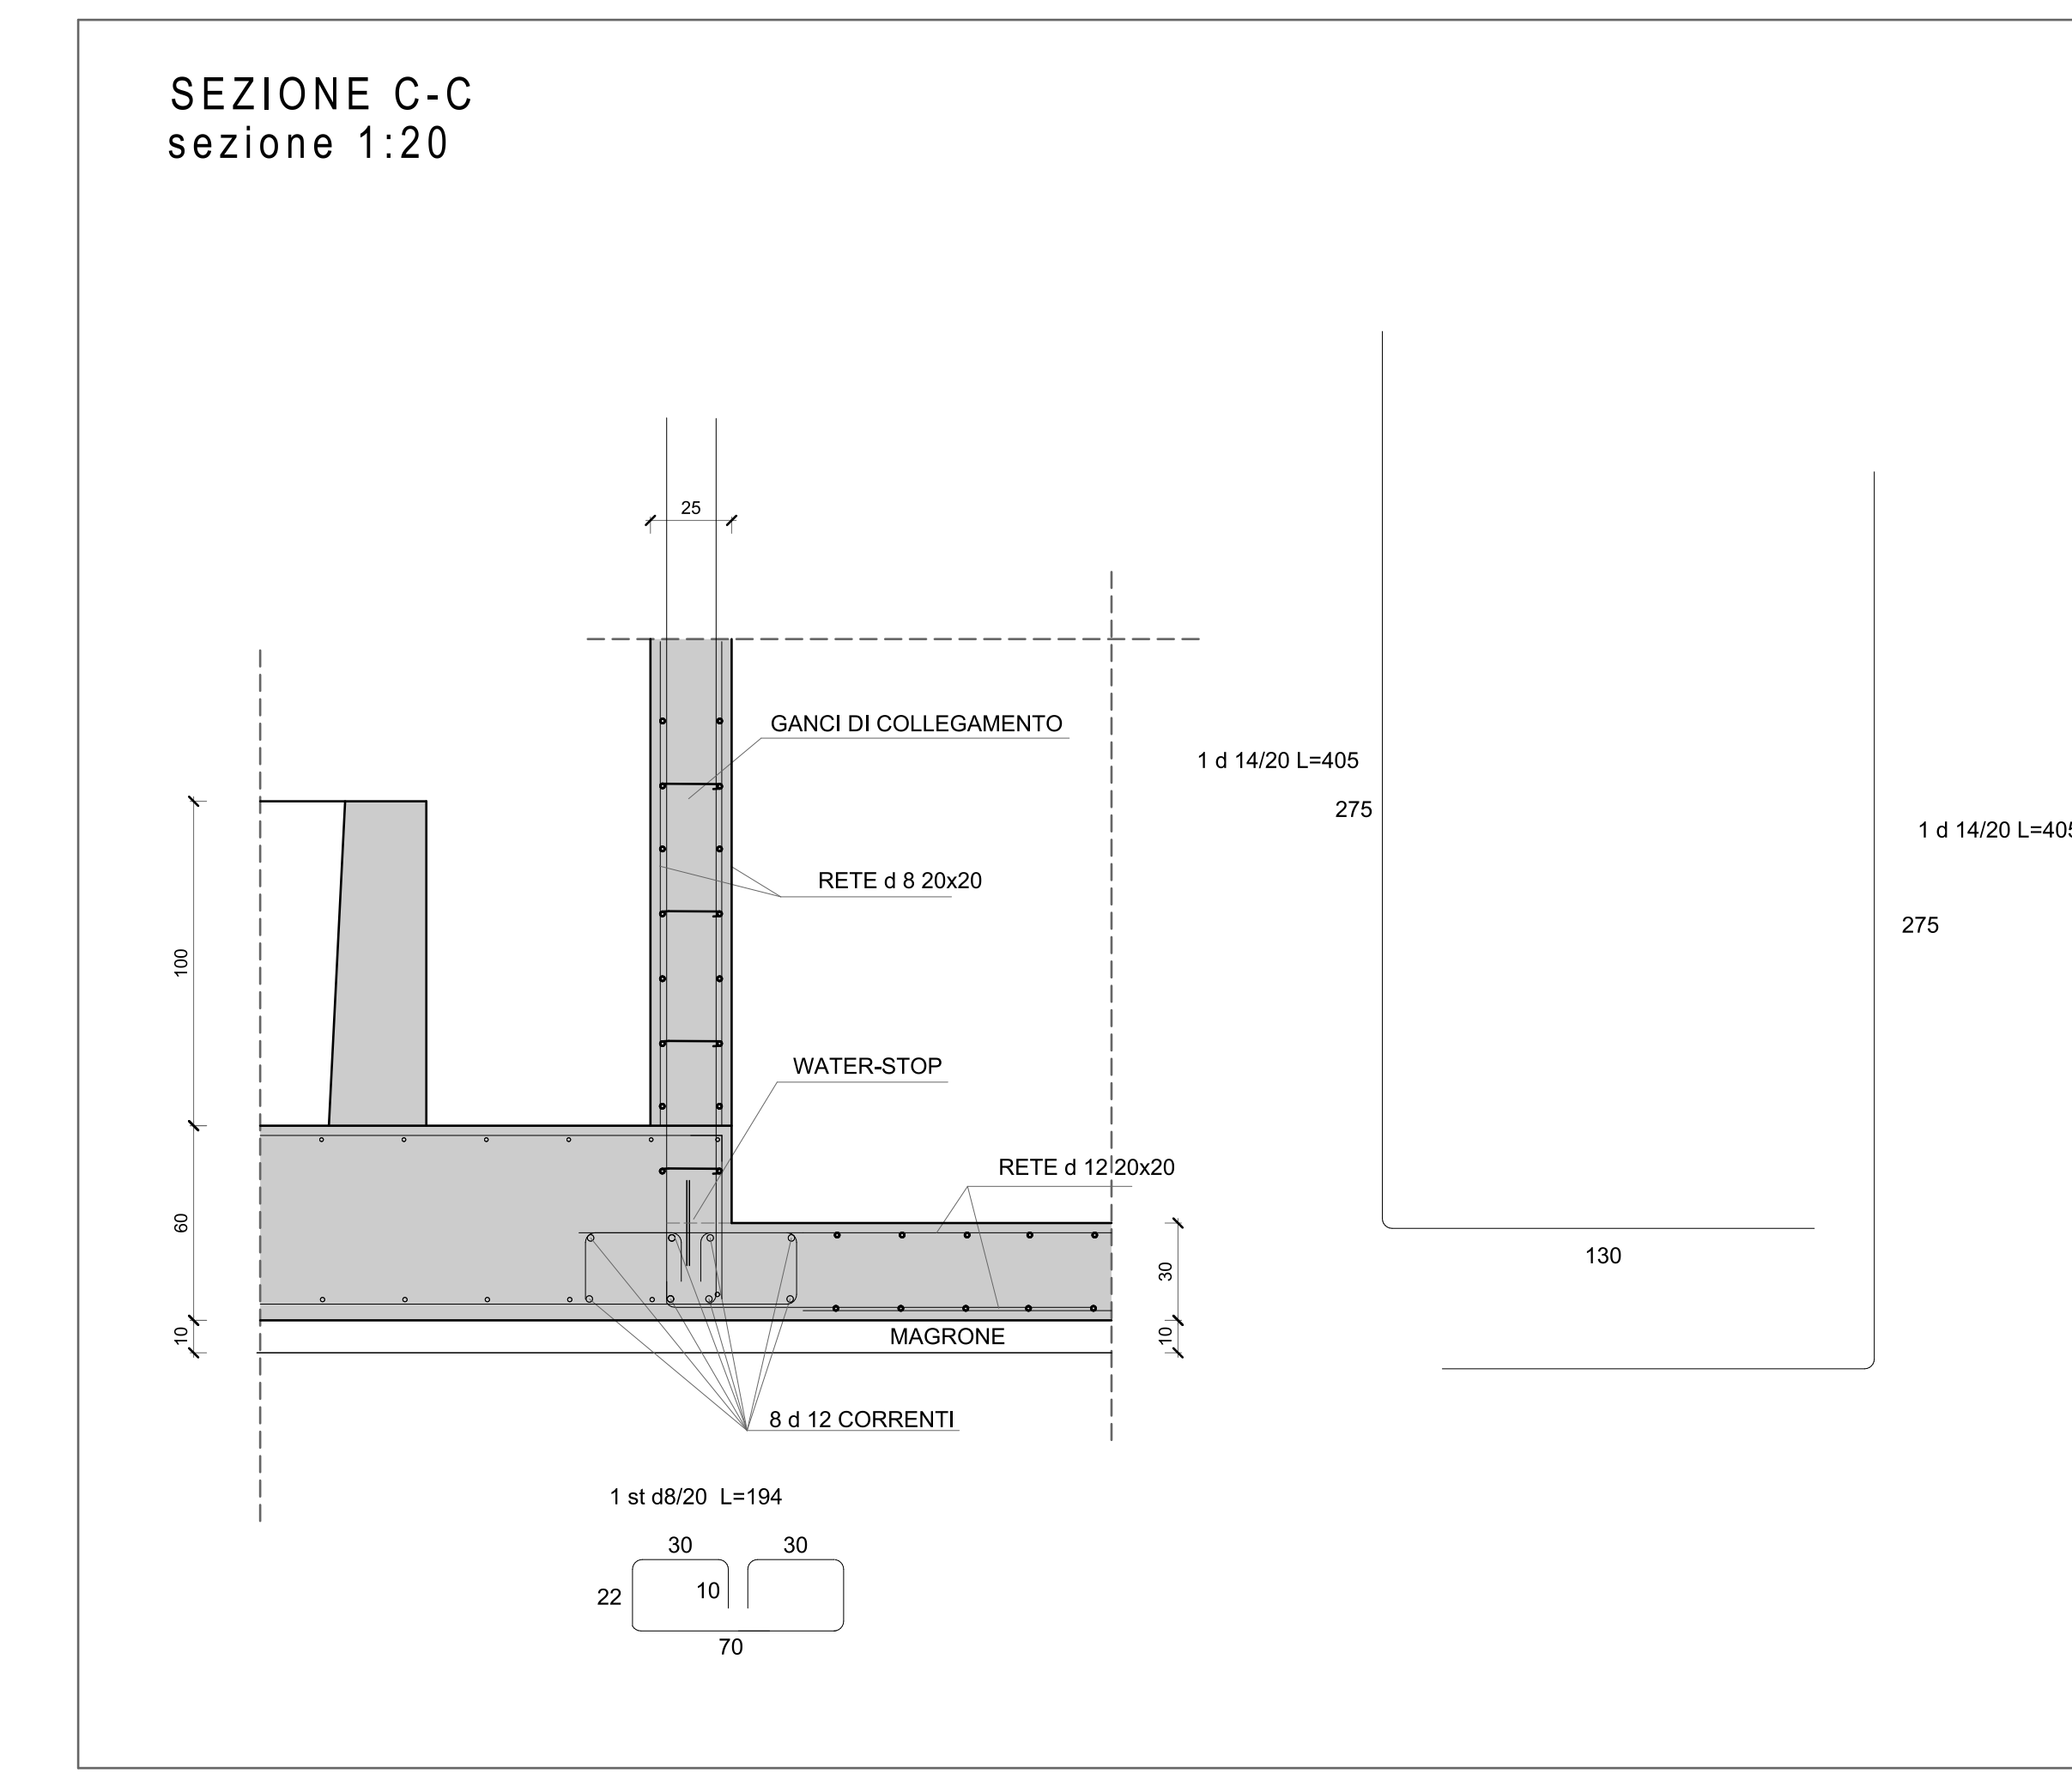 SEZIONE C-C
sezione 1:20
25
GANCI DI COLLEGAMENTO
1 d 14/20 L=405
275
1 d 14/20 L=405
RETE d 8 20x20
275
100
WATER-STOP
RETE d 12 20x20
60
30
130
10
MAGRONE
10
8 d 12 CORRENTI
1 st d8/20 L=194
30
30
22
10
70